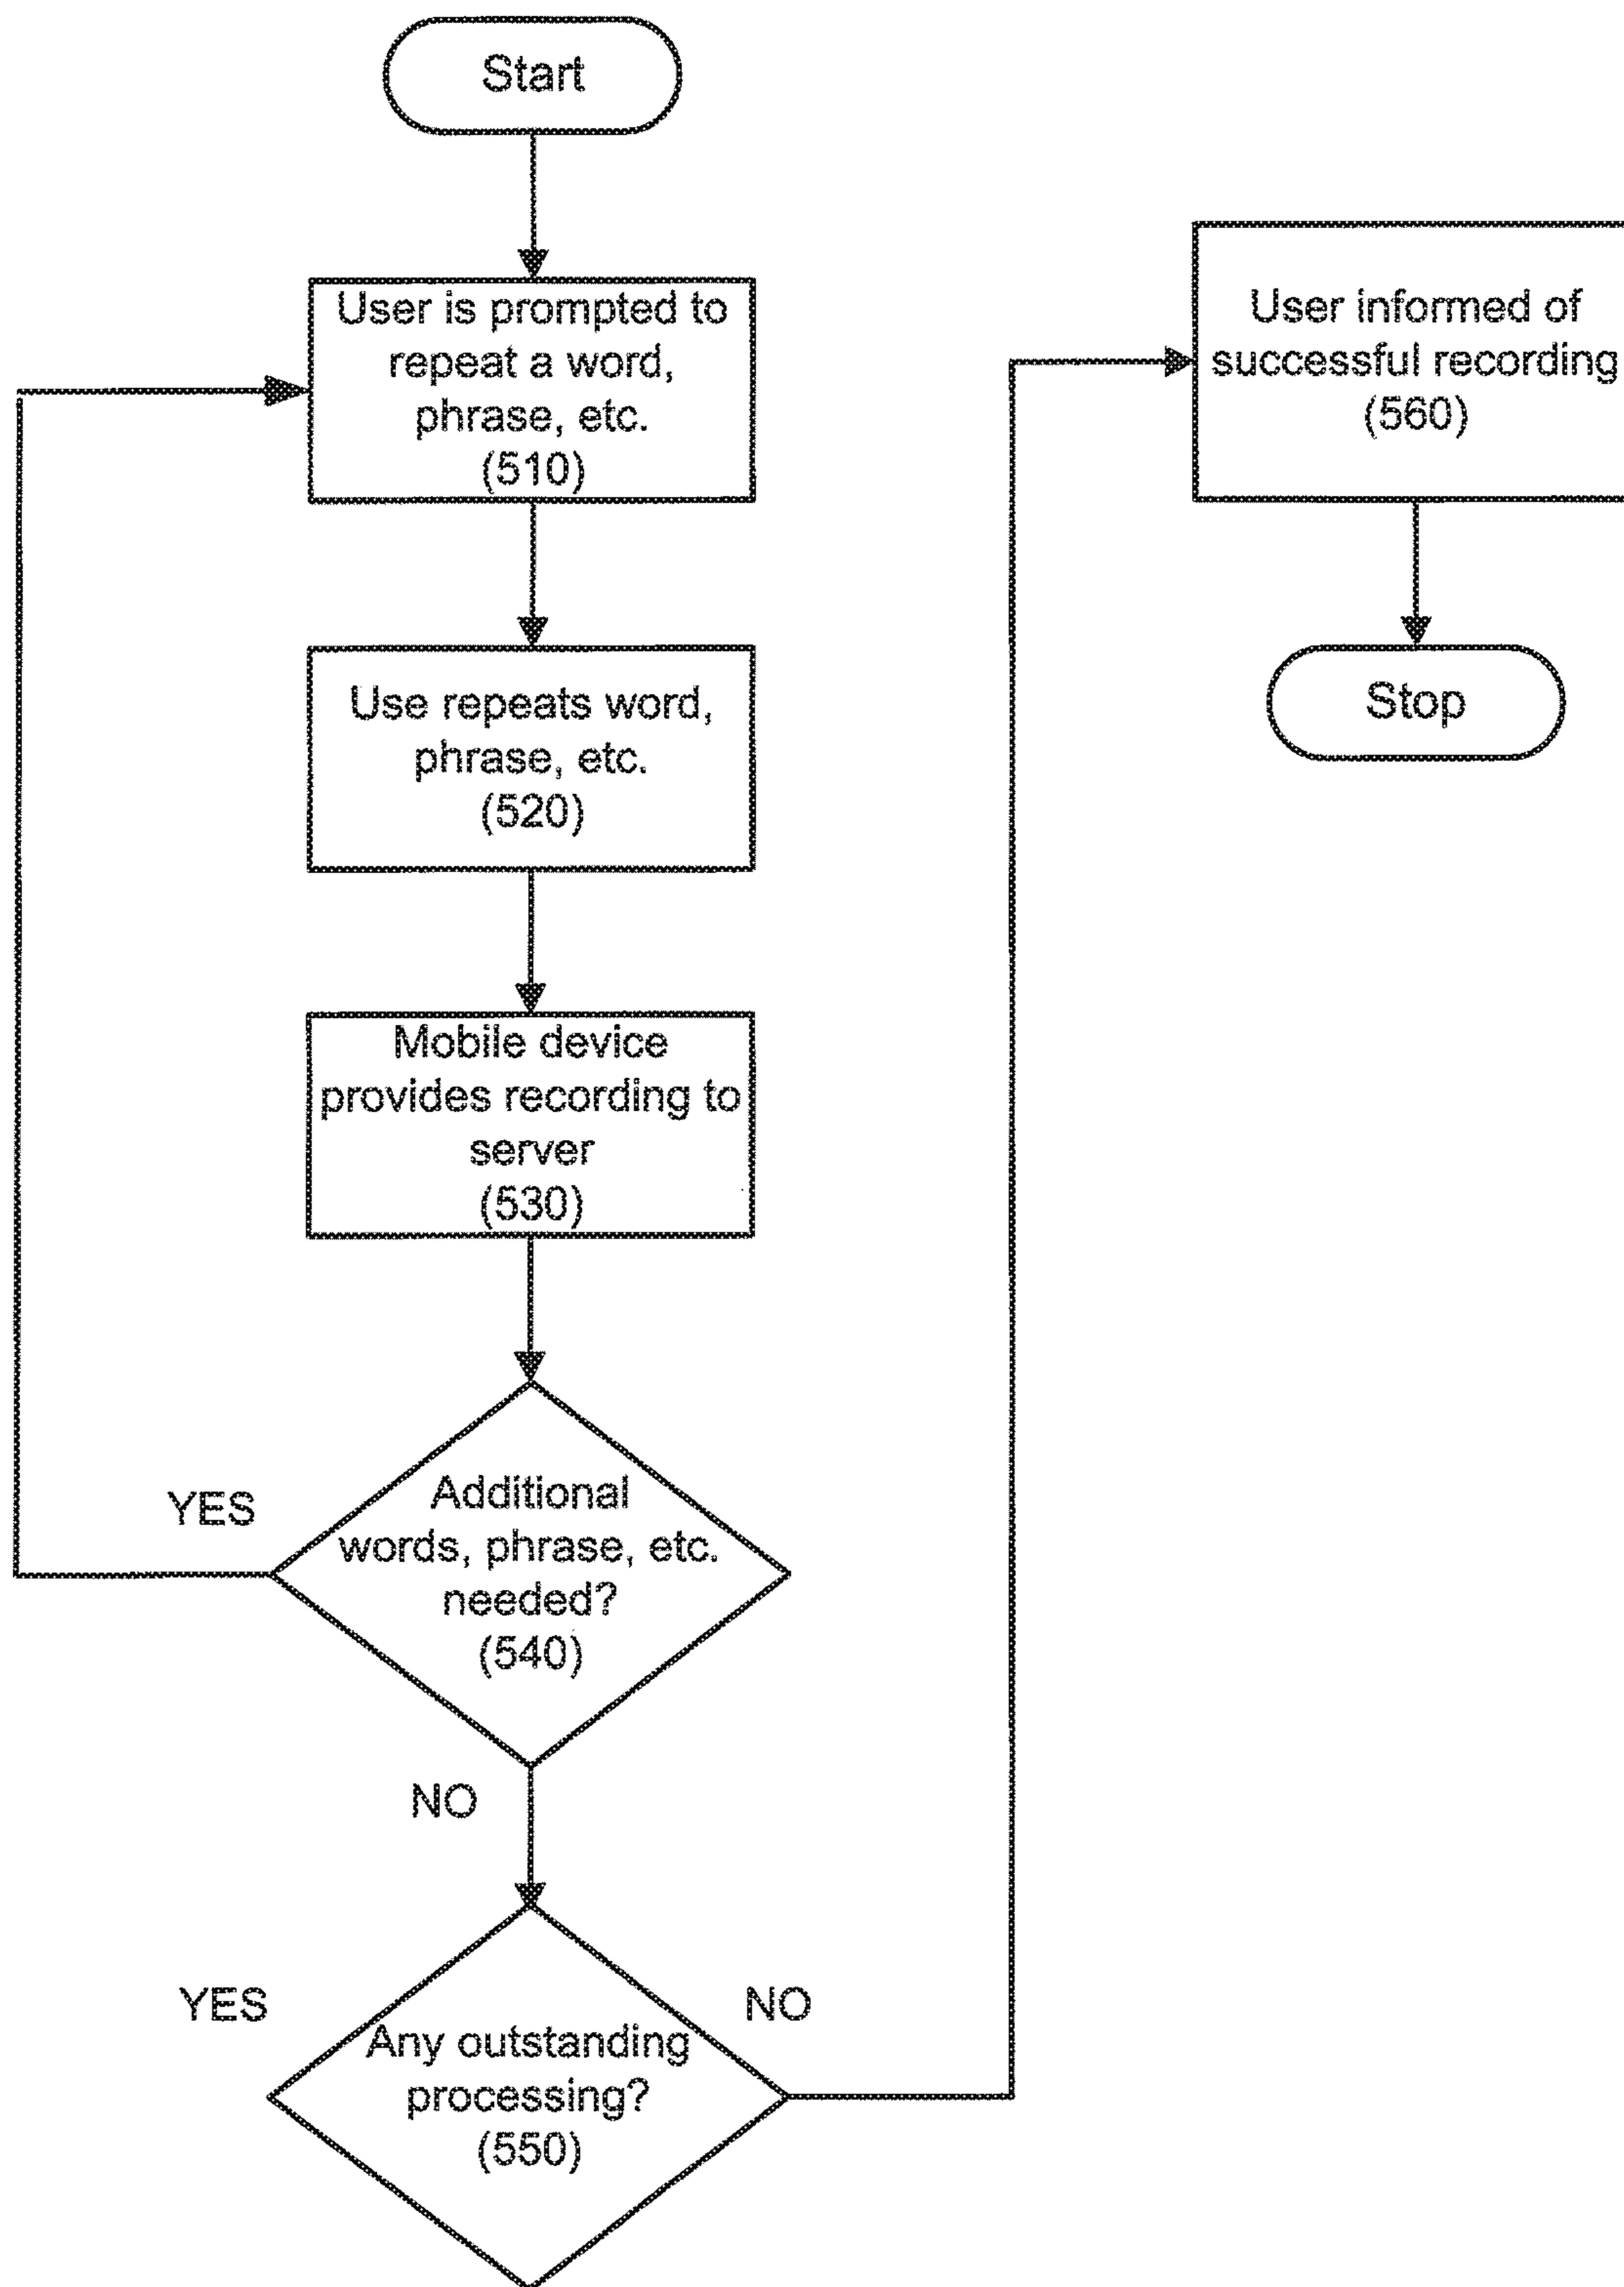 Start
User is prompted to
repeat a word,
phrase, etc.
(510)
Use repeats word,
phrase, etc.
(520)
Mobile device
provides recording to
server
(530)
YES
Additional
words, phrase, etc.
needed?
(540)
NO
YES
NO
Any outstanding
processing?
(550)
User informed of
successful recording
(560)
Stop